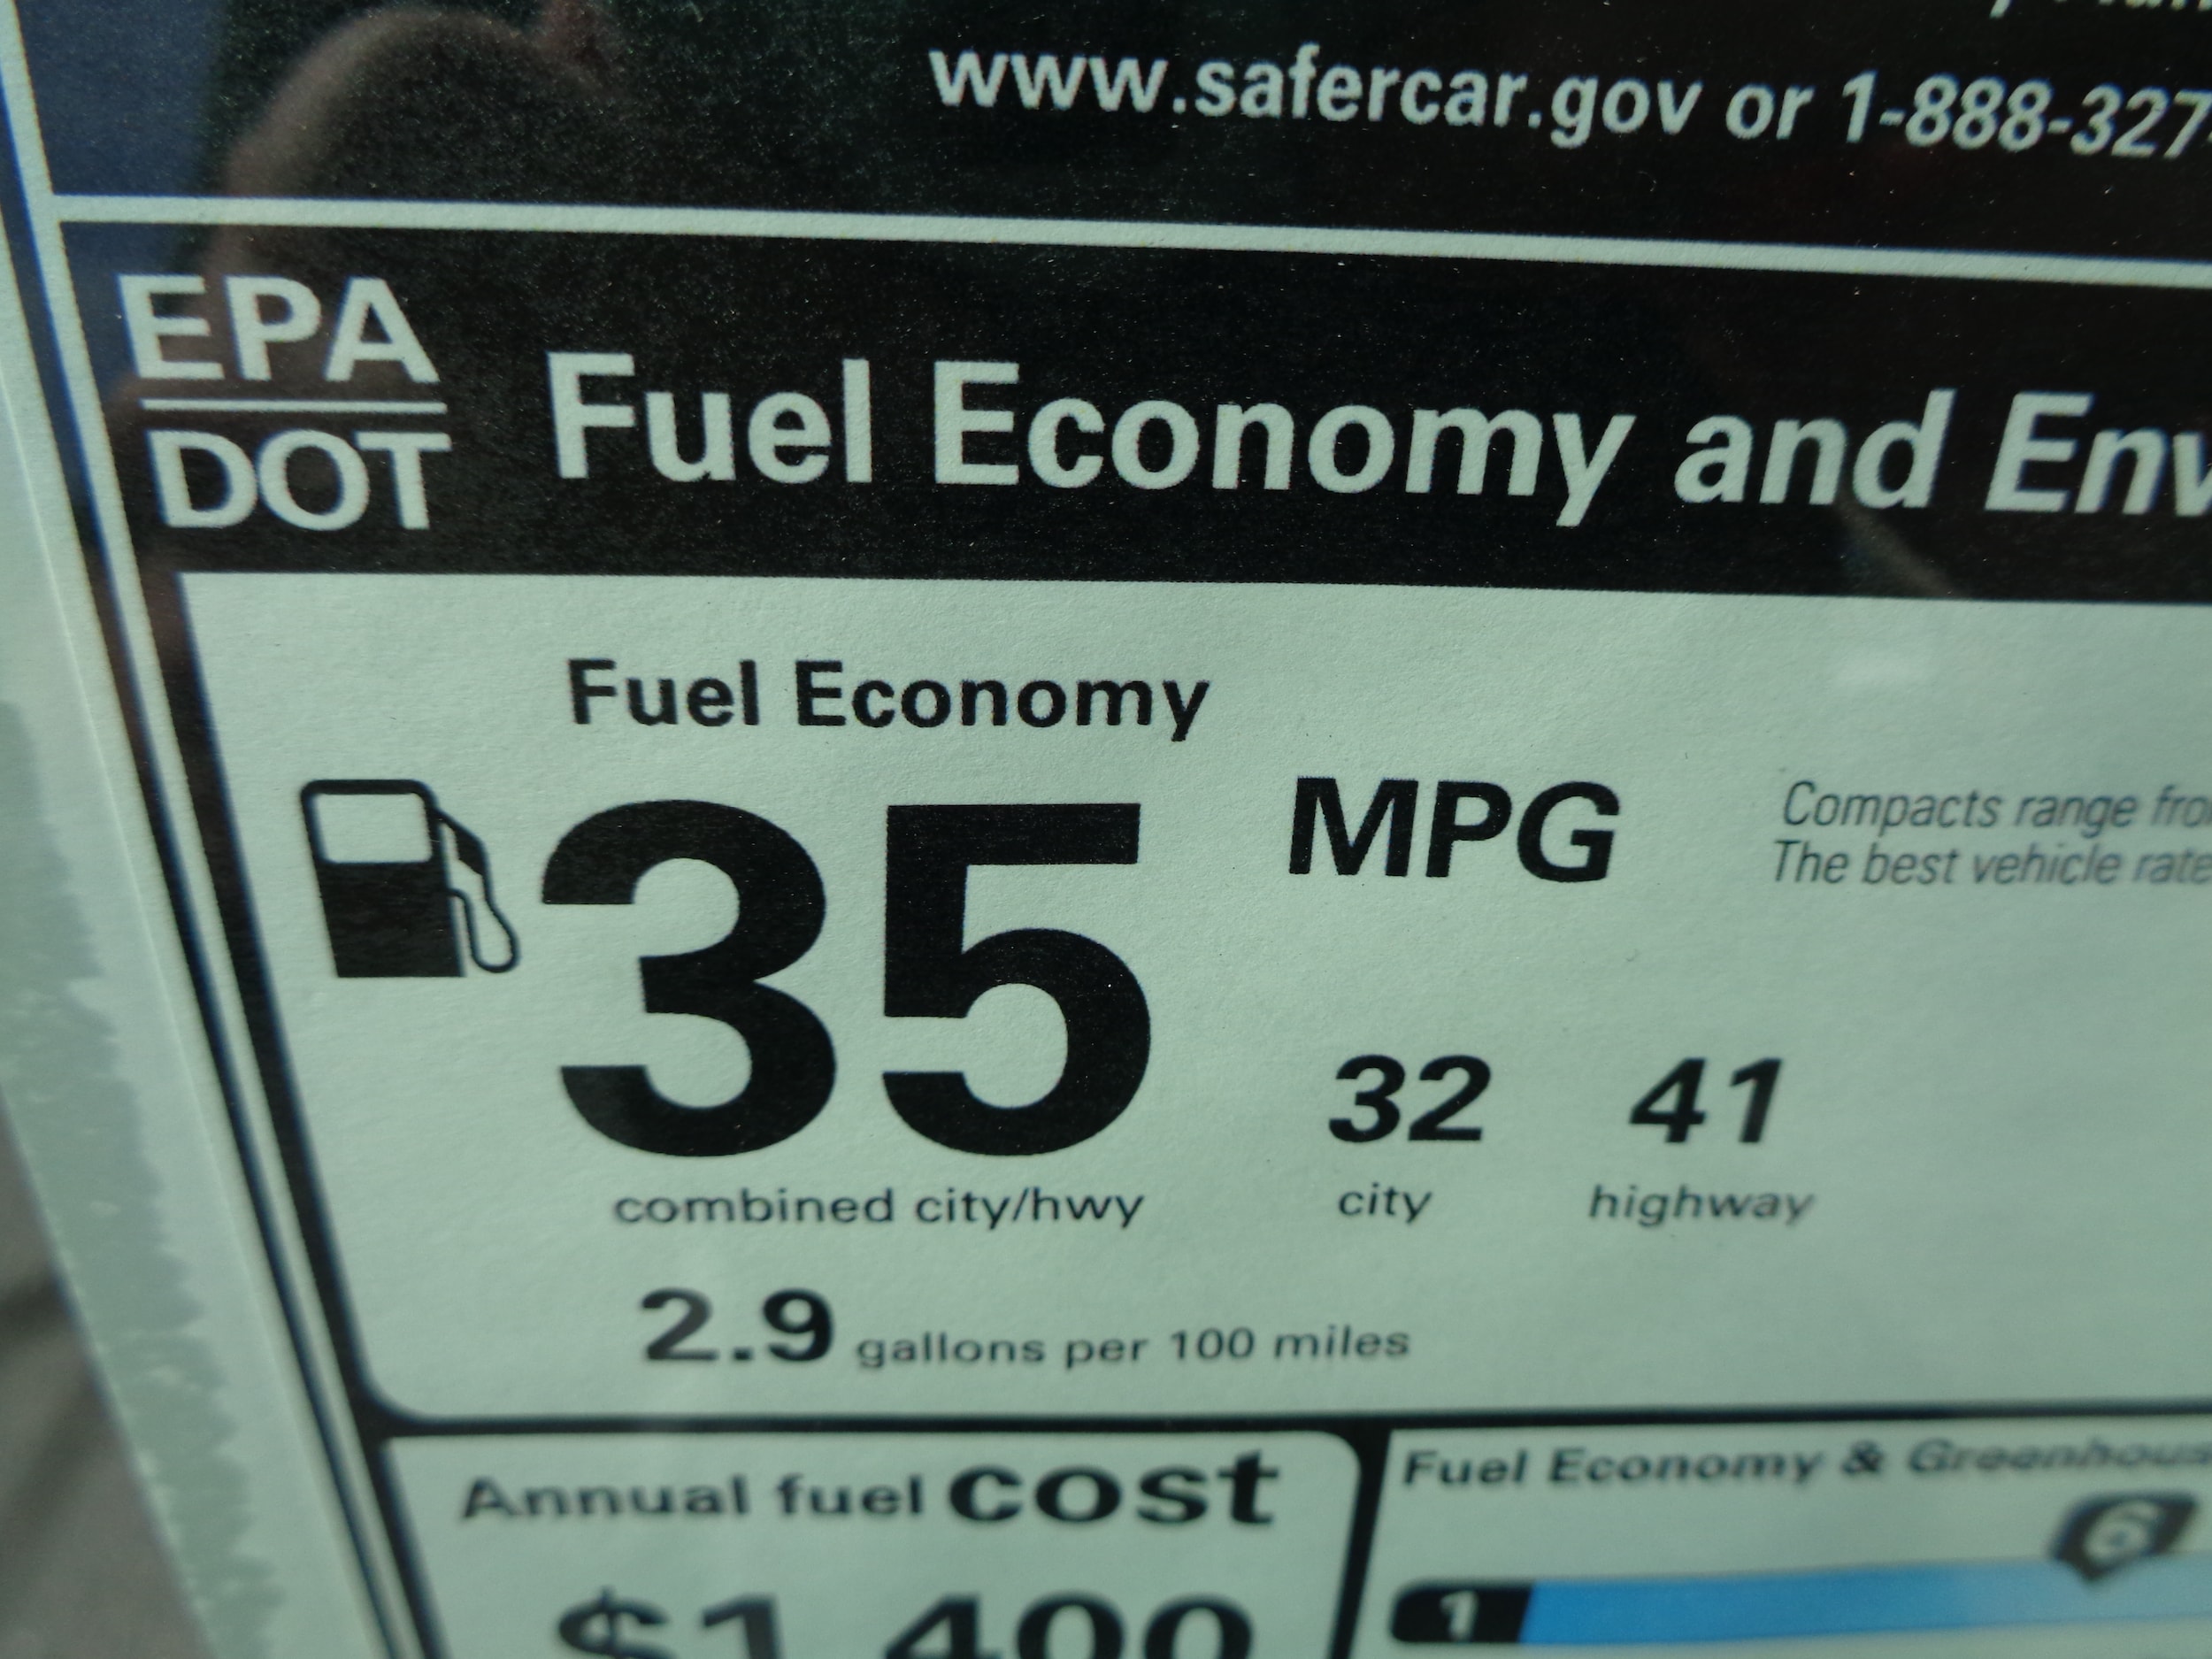 www.safercar.gov or 1-888-327-
EPA
DOT
Fuel Economy and Env
Fuel Economy
35
MPG
Compacts range fro
The best vehicle rate
combined city/hwy
32
city
41
highway
2.9 gallons per 100 miles
Annual fuel cost
$1,400
Fuel Economy & Greenhous
6
1